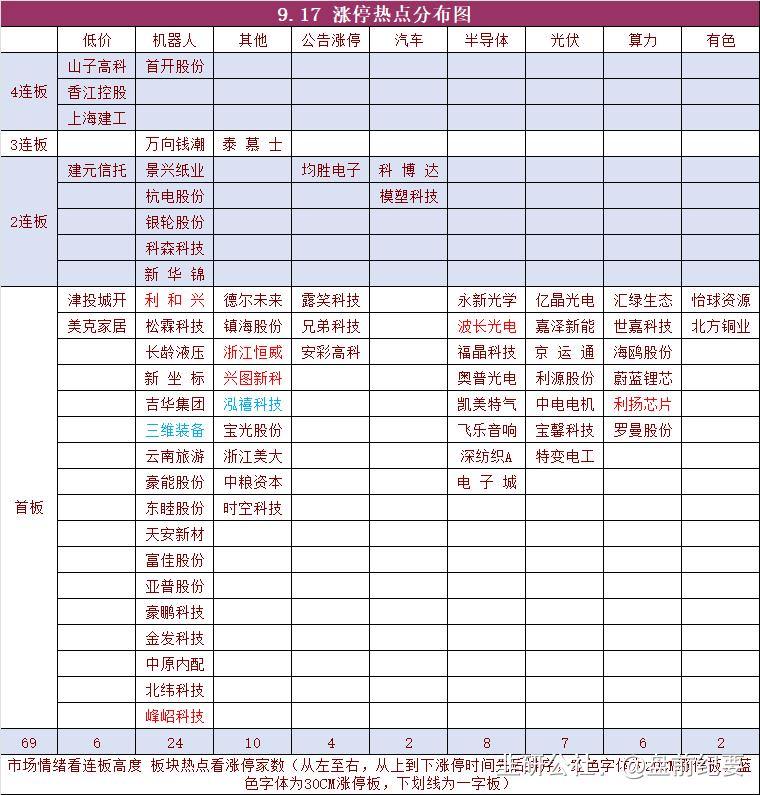 9.17 涨停热点分布图
低价 机器人 其他 公告涨停 汽车 半导体 光伏 算力 有色
4连板 山子高科 首开股份
香江控股
上海建工
3连板 万向钱潮 泰慕士
2连板 建元信托 景兴纸业 均胜电子 科博达
杭电股份 模塑科技
银轮股份
科森科技
新华锦
首板 津投城开 利和兴 德尔未来 露笑科技 永新光学 亿晶光电 汇绿生态 怡球资源
美克家居 松霖科技 镇海股份 兄弟科技 波长光电 嘉泽新能 世嘉科技 北方铜业
长龄液压 浙江恒威 安彩高科 福晶科技 京运通 海鸥股份
新坐标 兴图新科 奥普光电 利源股份 蔚蓝锂芯
吉华集团 泓禧科技 凯美特气 中电电机 利扬芯片
三维装备 宝光股份 飞乐音响 宝馨科技 罗曼股份
云南旅游 浙江美大 深纺织A 特变电工
豪能股份 中粮资本 电子城
东睦股份 时空科技
天安新材
富佳股份
亚普股份
豪鹏科技
金发科技
中原内配
北纬科技
峰岹科技
69 6 24 10 4 2 8 7 6 2
市场情绪看连板高度 板块热点看涨停家数（从左至右，从上到下涨停时间先后
色字体为30CM涨停板，下划线为一字板）
韭研公社：@盘前纪要